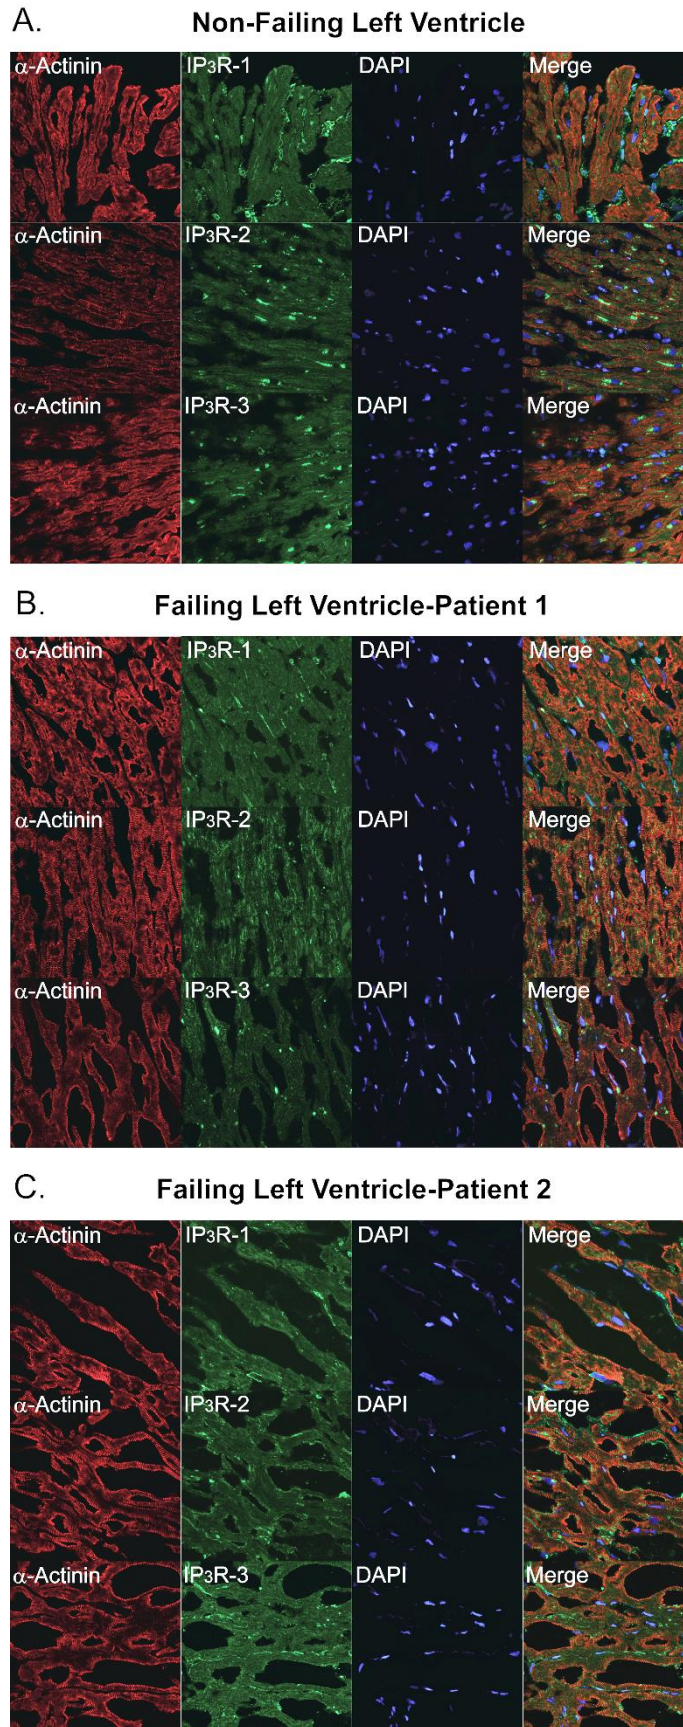 A.
Non-Failing Left Ventricle
α-Actinin IP3R-1 DAPI Merge
α-Actinin IP3R-2 DAPI Merge
α-Actinin IP3R-3 DAPI Merge
B.
Failing Left Ventricle-Patient 1
α-Actinin IP3R-1 DAPI Merge
α-Actinin IP3R-2 DAPI Merge
α-Actinin IP3R-3 DAPI Merge
C.
Failing Left Ventricle-Patient 2
α-Actinin IP3R-1 DAPI Merge
α-Actinin IP3R-2 DAPI Merge
α-Actinin IP3R-3 DAPI Merge